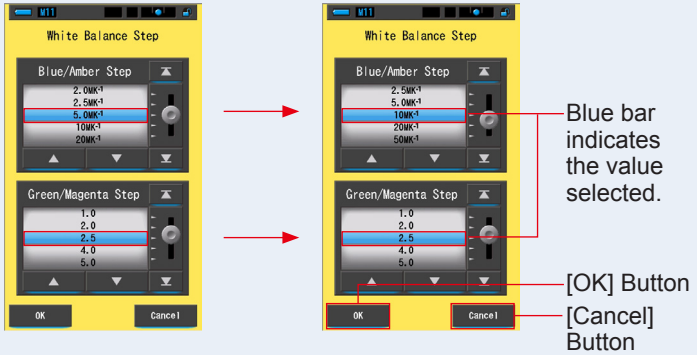 M11
White Balance Step
Blue/Amber Step
2.0MK-1
2.5MK-1
5.0MK-1
10MK-1
20MK-1
Green/Magenta Step
1.0
2.0
2.5
4.0
5.0
OK
Cancel
M11
White Balance Step
Blue/Amber Step
2.5MK-1
5.0MK-1
10MK-1
20MK-1
50MK-1
Green/Magenta Step
1.0
2.0
2.5
4.0
5.0
OK
Cancel
Blue bar
indicates
the value
selected.
[OK] Button
[Cancel]
Button